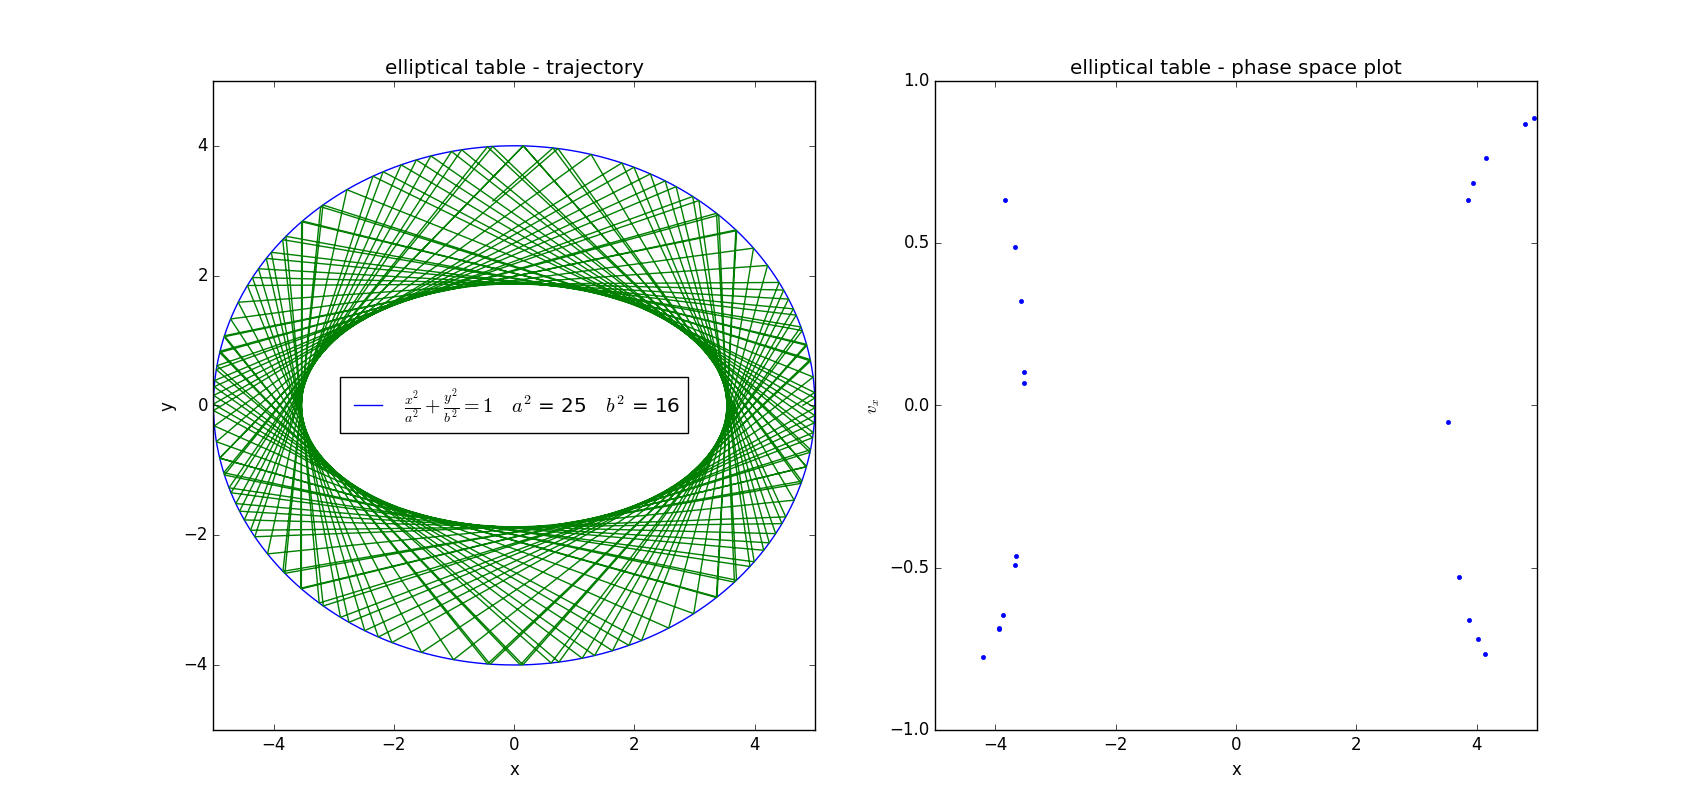 elliptical table - trajectory
4
2
0
−2
−4
y
−4
−2
0
2
4
x
x²/a² + y²/b² = 1 a² = 25 b² = 16
elliptical table - phase space plot
1.0
0.5
0.0
−0.5
−1.0
vₓ
−4
−2
0
2
4
x